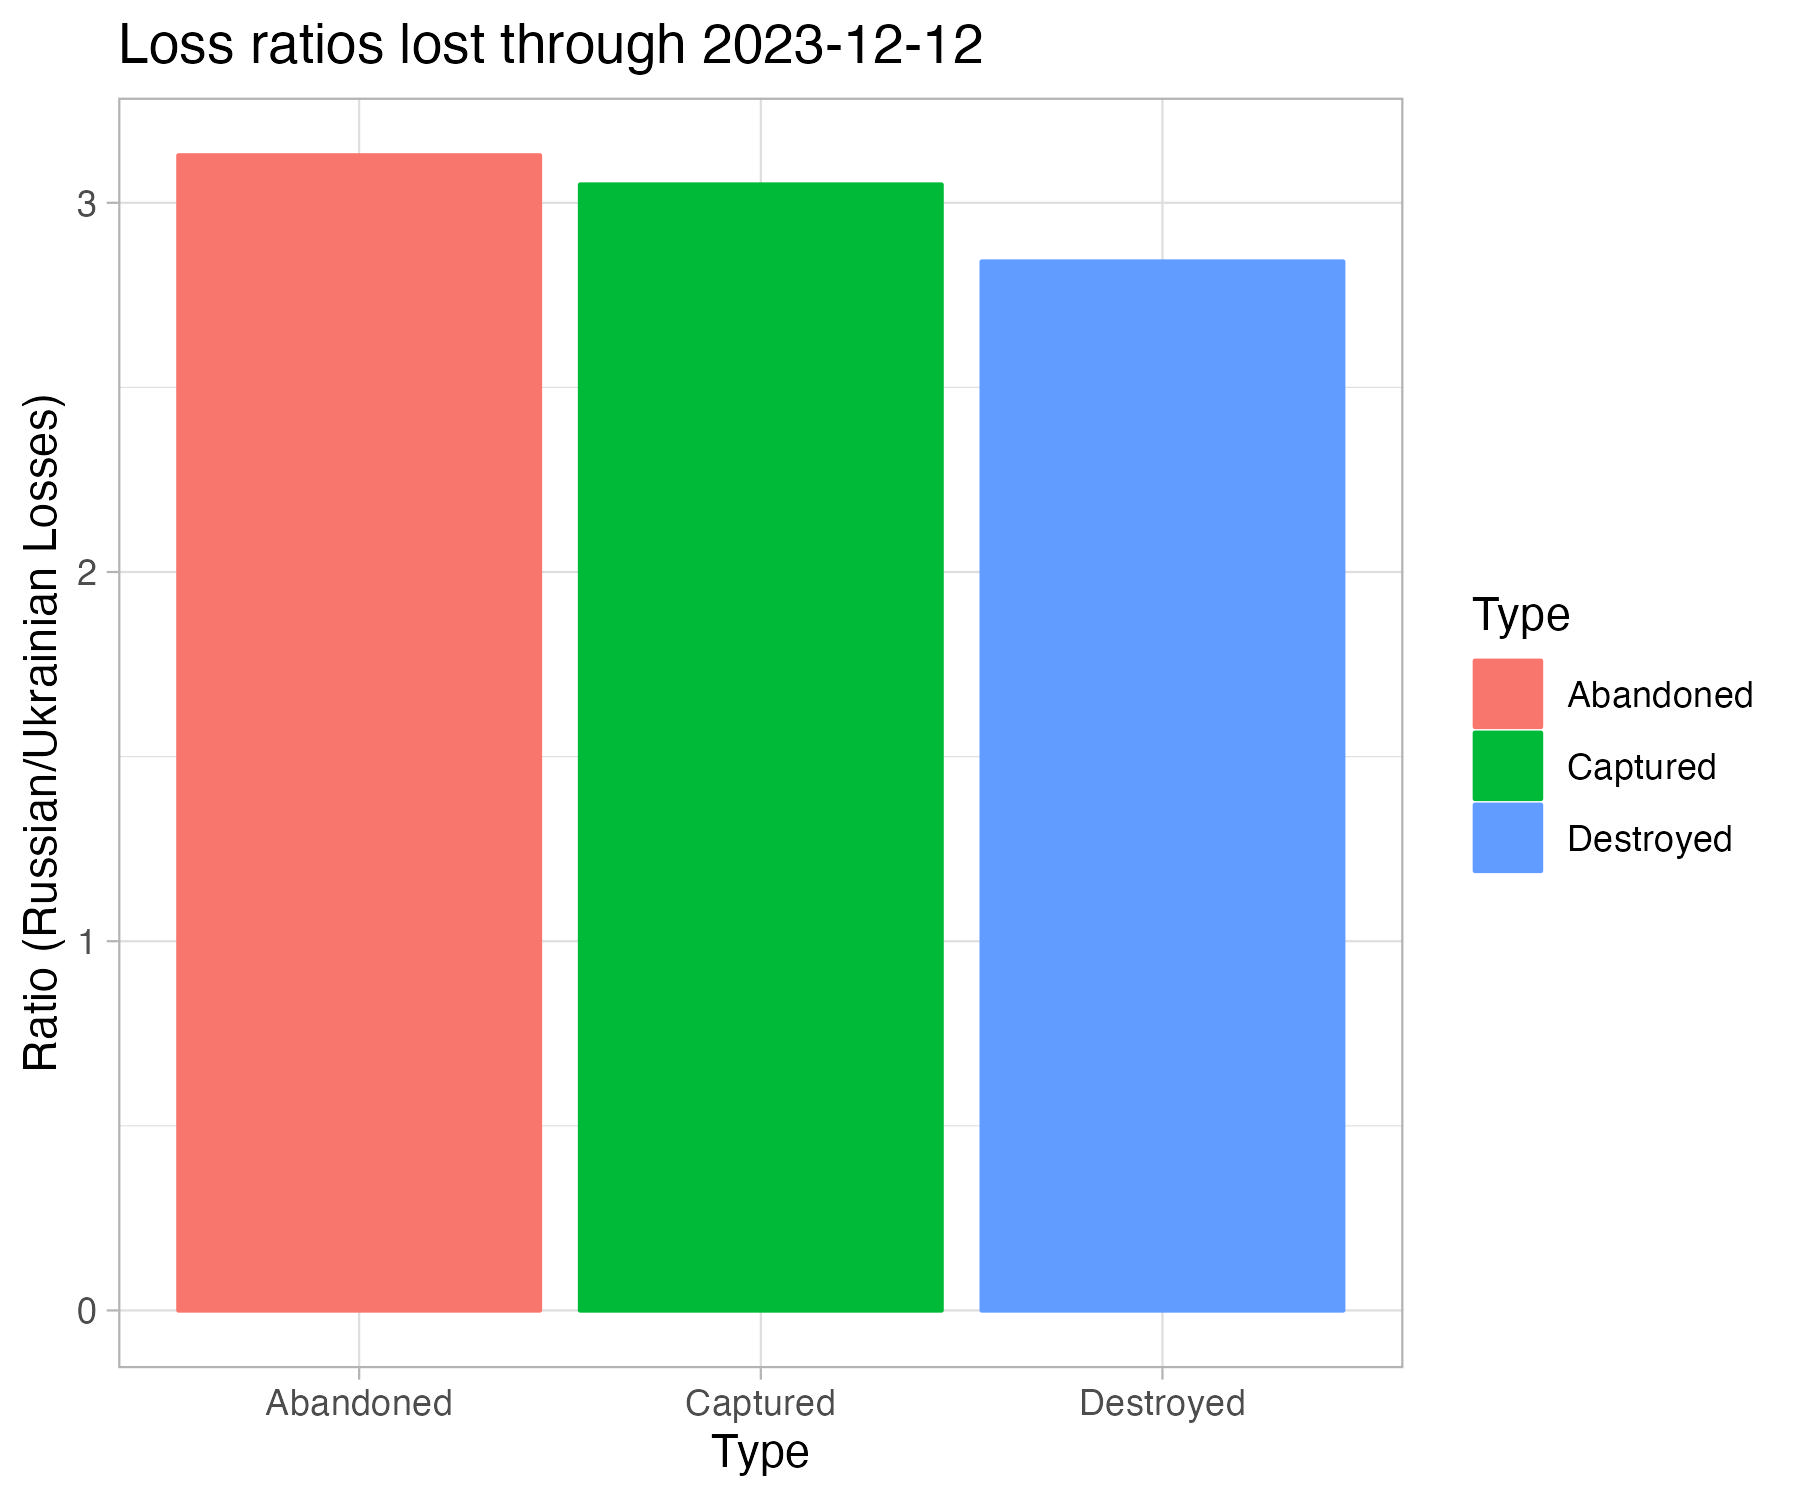 Loss ratios lost through 2023-12-12
Ratio (Russian/Ukrainian Losses)
3
2
1
0
Abandoned
Captured
Destroyed
Type
Type
Abandoned
Captured
Destroyed